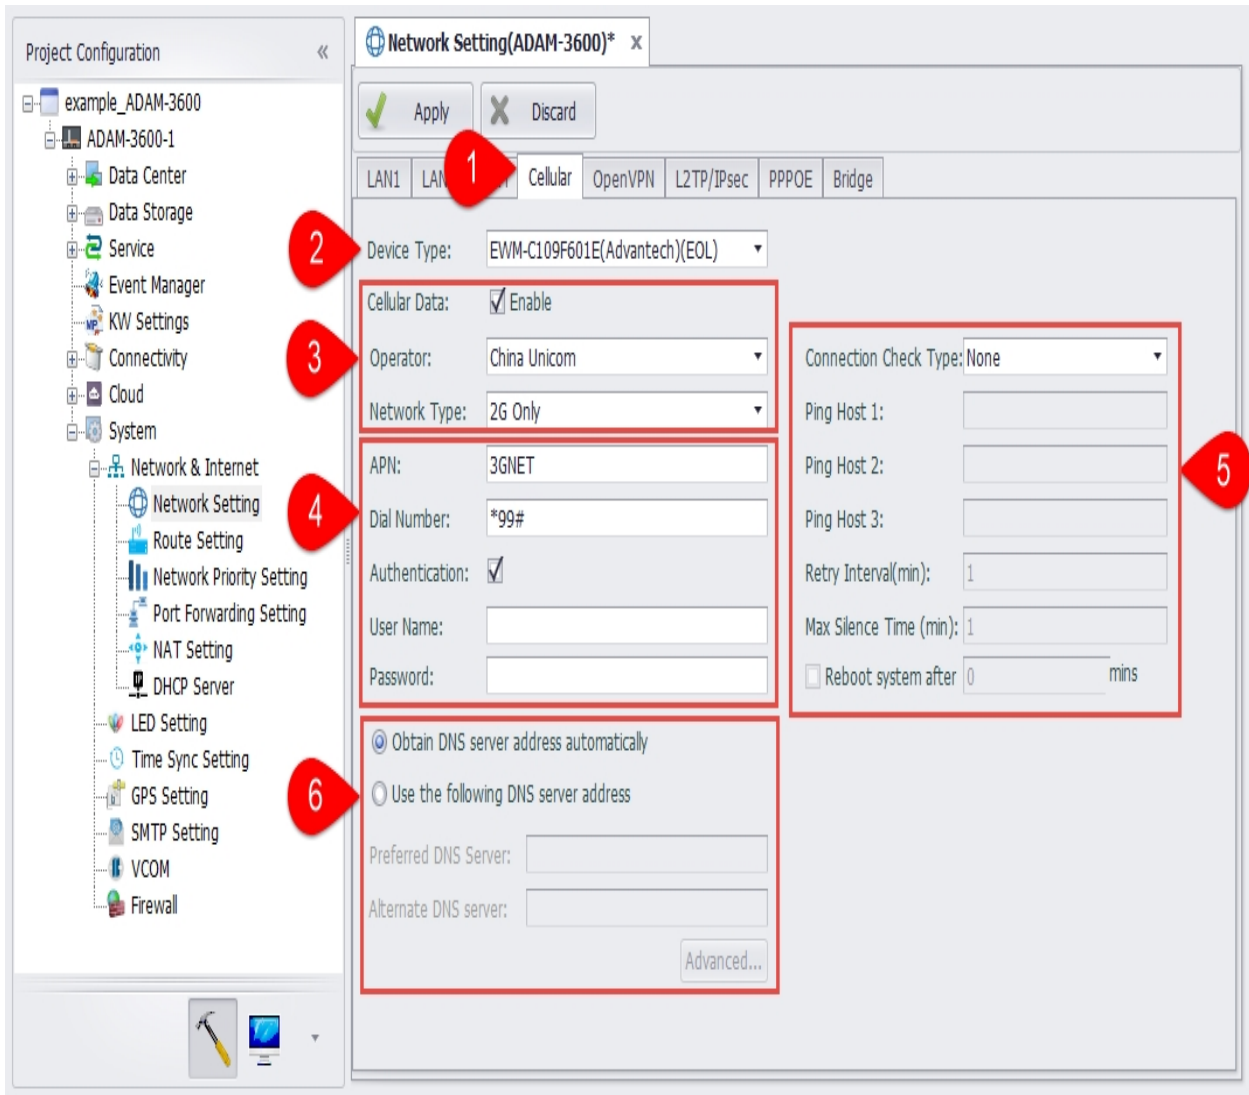 Project Configuration «
example_ADAM-3600
ADAM-3600-1
Data Center
Data Storage
Service
Event Manager
KW Settings
Connectivity
Cloud
System
Network & Internet
Network Setting
Route Setting
Network Priority Setting
Port Forwarding Setting
NAT Setting
DHCP Server
LED Setting
Time Sync Setting
GPS Setting
SMTP Setting
VCOM
Firewall
Network Setting(ADAM-3600)* x
Apply Discard
1
LAN1 Cellular OpenVPN L2TP/IPsec PPPOE Bridge
2
Device Type: EWM-C109F601E(Advantech)(EOL)
3
Cellular Data: Enable
Operator: China Unicom
Network Type: 2G Only
4
APN: 3GNET
Dial Number: *99#
Authentication:
User Name:
Password:
5
Connection Check Type: None
Ping Host 1:
Ping Host 2:
Ping Host 3:
Retry Interval(min): 1
Max Silence Time (min): 1
Reboot system after 0 mins
6
Obtain DNS server address automatically
Use the following DNS server address
Preferred DNS Server:
Alternate DNS server:
Advanced...